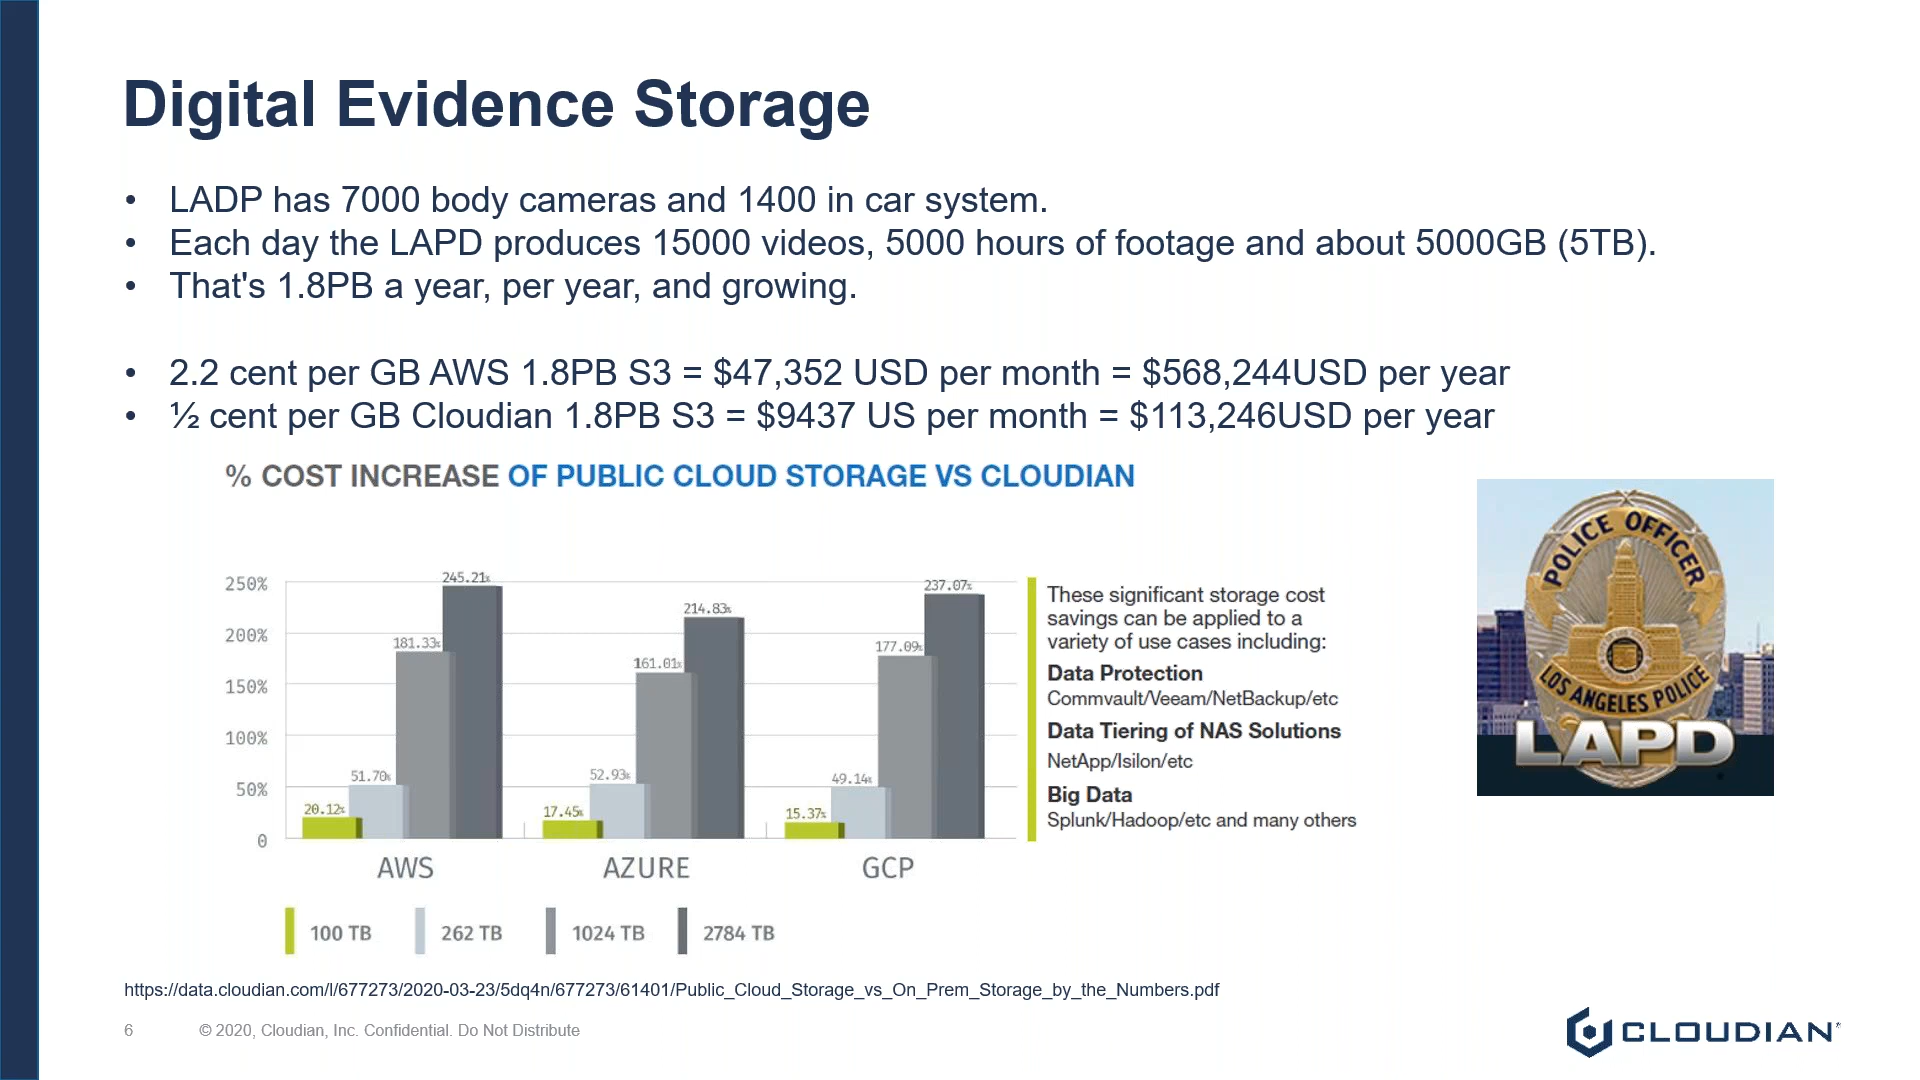 Digital Evidence Storage
• LADP has 7000 body cameras and 1400 in car system.
• Each day the LAPD produces 15000 videos, 5000 hours of footage and about 5000GB (5TB).
• That's 1.8PB a year, per year, and growing.
• 2.2 cent per GB AWS 1.8PB S3 = $47,352 USD per month = $568,244USD per year
• ½ cent per GB Cloudian 1.8PB S3 = $9437 US per month = $113,246USD per year
% COST INCREASE OF PUBLIC CLOUD STORAGE VS CLOUDIAN
250%
200%
150%
100%
50%
0
20.12%
51.70%
181.33%
245.21%
17.45%
52.93%
161.01%
214.83%
15.37%
49.14%
177.09%
237.07%
AWS
AZURE
GCP
100 TB
262 TB
1024 TB
2784 TB
These significant storage cost
savings can be applied to a
variety of use cases including:
Data Protection
Commvault/Veeam/NetBackup/etc
Data Tiering of NAS Solutions
NetApp/Isilon/etc
Big Data
Splunk/Hadoop/etc and many others
POLICE OFFICER
LOS ANGELES POLICE
LAPD
https://data.cloudian.com/l/677273/2020-03-23/5dq4n/677273/61401/Public_Cloud_Storage_vs_On_Prem_Storage_by_the_Numbers.pdf
6
© 2020, Cloudian, Inc. Confidential. Do Not Distribute
CLOUDIAN